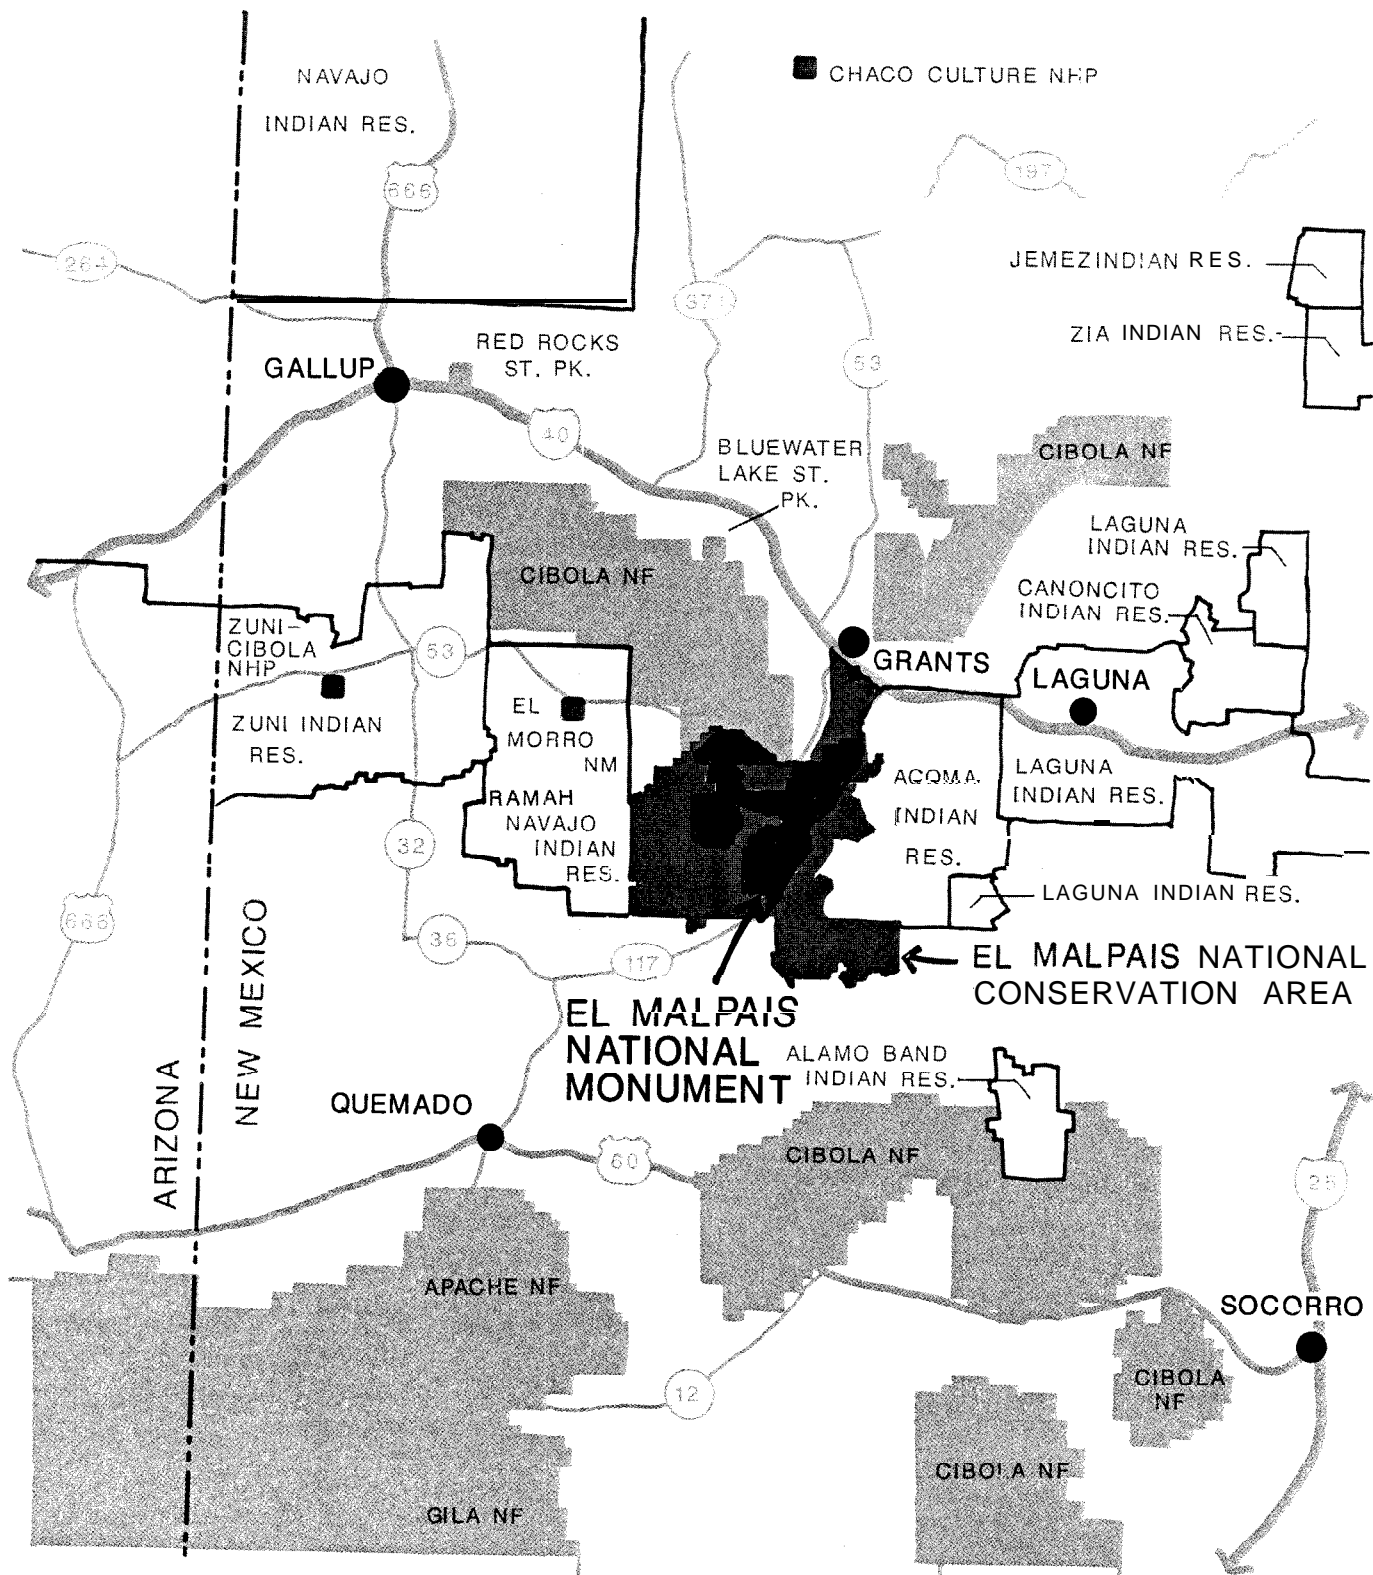 NAVAJO
INDIAN RES.
CHACO CULTURE NHP
666
197
264
JEMEZINDIAN RES.
371
ZIA INDIAN RES.
RED ROCKS
ST. PK.
GALLUP
53
40
BLUEWATER
LAKE ST.
PK.
CIBOLA NF
LAGUNA
INDIAN RES.
CIBOLA NF
CANONCITO
INDIAN RES.
ZUNI-
CIBOLA
NHP
53
GRANTS
LAGUNA
ZUNI INDIAN
RES.
EL
MORRO
NM
ACOMA
INDIAN
RES.
LAGUNA
INDIAN RES.
RAMAH
NAVAJO
INDIAN
RES.
32
LAGUNA INDIAN RES.
666
36
117
EL MALPAIS NATIONAL
CONSERVATION AREA
NEW MEXICO
ARIZONA
EL MALPAIS
NATIONAL
MONUMENT
ALAMO BAND
INDIAN RES.
QUEMADO
60
CIBOLA NF
25
APACHE NF
SOCORRO
12
CIBOLA
NF
CIBOLA NF
GILA NF